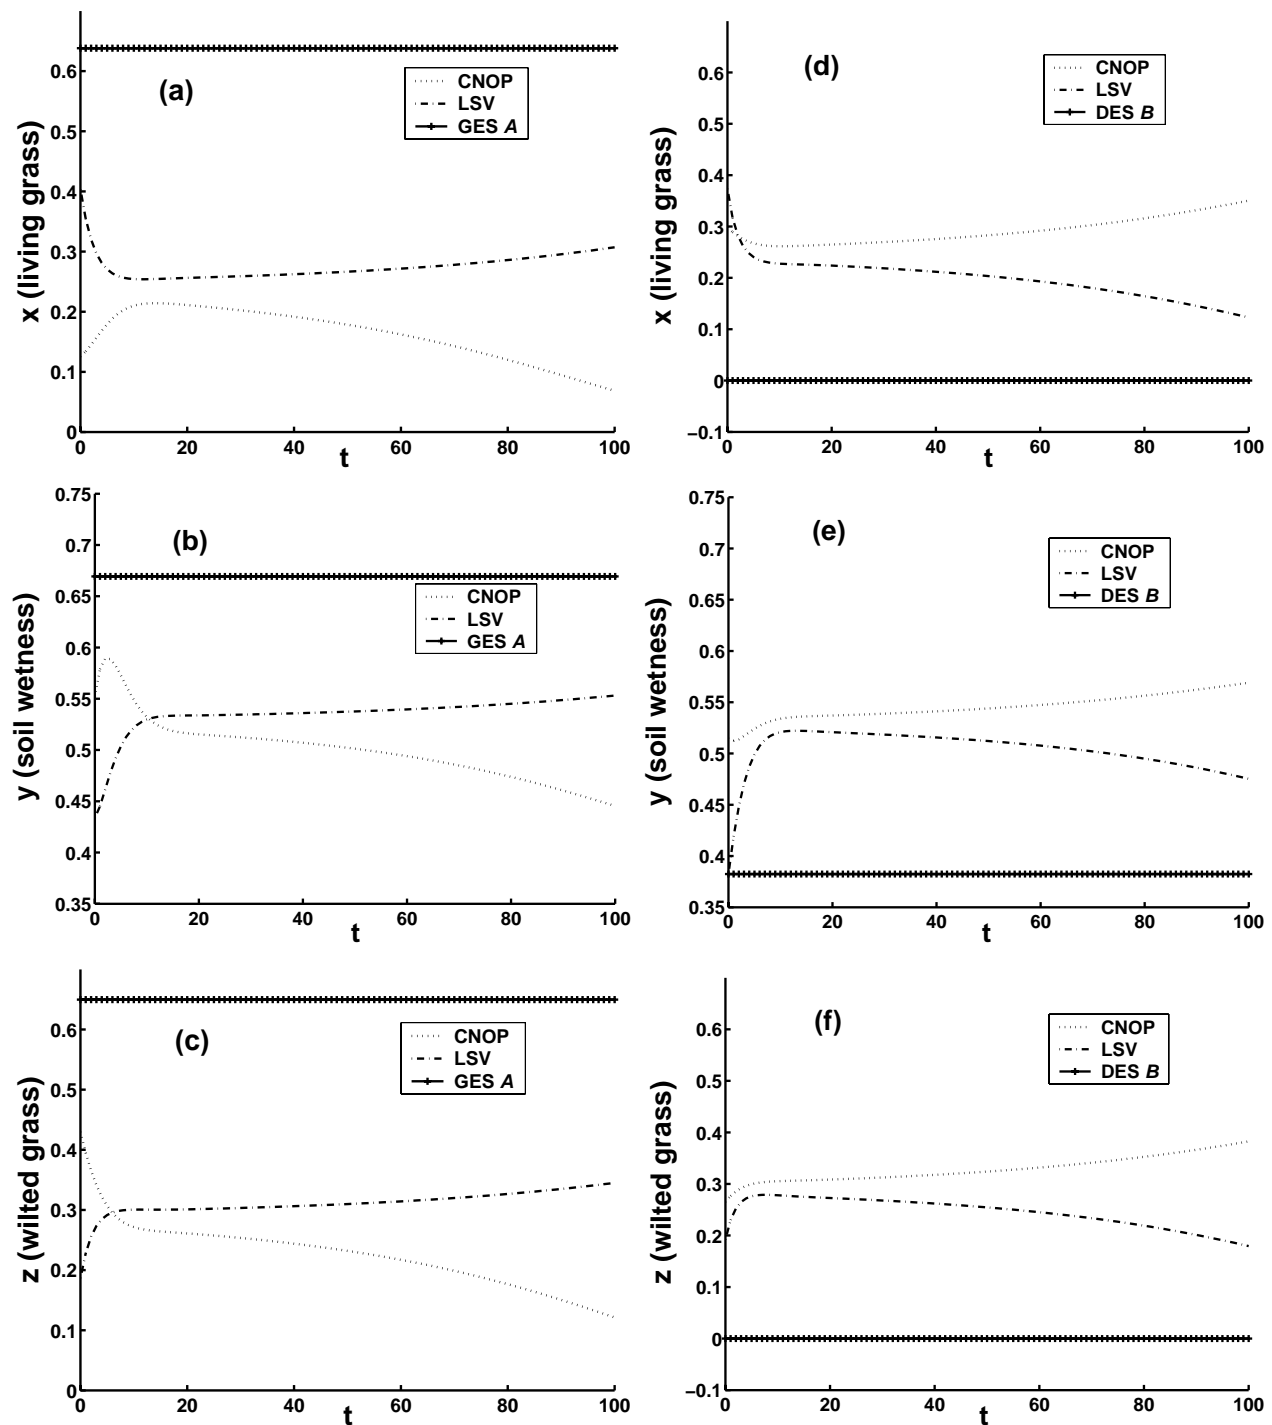 (a)
CNOP
LSV
GES A
x (living grass)
0.6
0.5
0.4
0.3
0.2
0.1
0
0 20 40 60 80 100
t
(d)
CNOP
LSV
DES B
x (living grass)
0.6
0.5
0.4
0.3
0.2
0.1
0
−0.1
0 20 40 60 80 100
t
(b)
CNOP
LSV
GES A
y (soil wetness)
0.75
0.7
0.65
0.6
0.55
0.5
0.45
0.4
0.35
0 20 40 60 80 100
t
(e)
CNOP
LSV
DES B
y (soil wetness)
0.75
0.7
0.65
0.6
0.55
0.5
0.45
0.4
0.35
0 20 40 60 80 100
t
(c)
CNOP
LSV
GES A
z (wilted grass)
0.6
0.5
0.4
0.3
0.2
0.1
0
0 20 40 60 80 100
t
(f)
CNOP
LSV
DES B
z (wilted grass)
0.6
0.5
0.4
0.3
0.2
0.1
0
−0.1
0 20 40 60 80 100
t